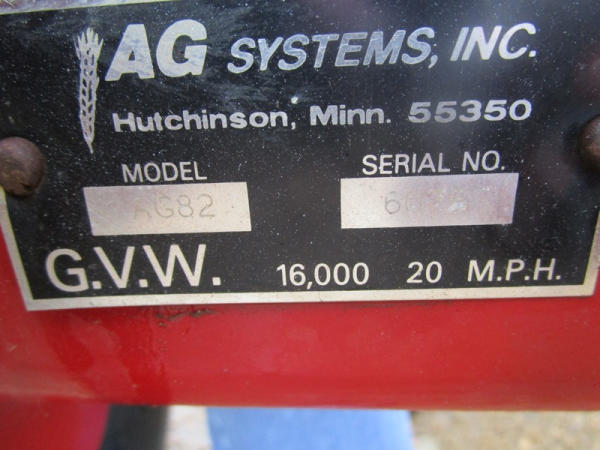 AG SYSTEMS, INC.
Hutchinson, Minn. 55350
MODEL SERIAL NO.
AG82
G.V.W. 16,000 20 M.P.H.